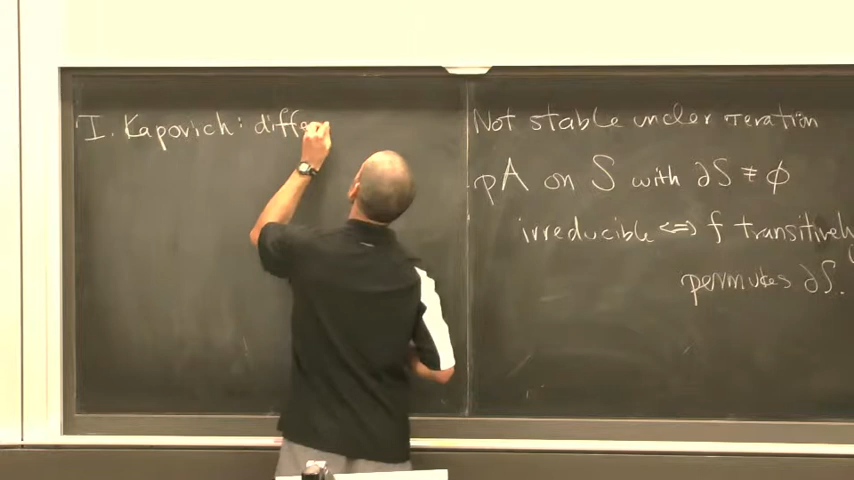 I. Kapovich: diffe
Not stable under iteration
pA on S with ∂S ≠ ∅
irreducible <=> f transitively
permutes ∂S.